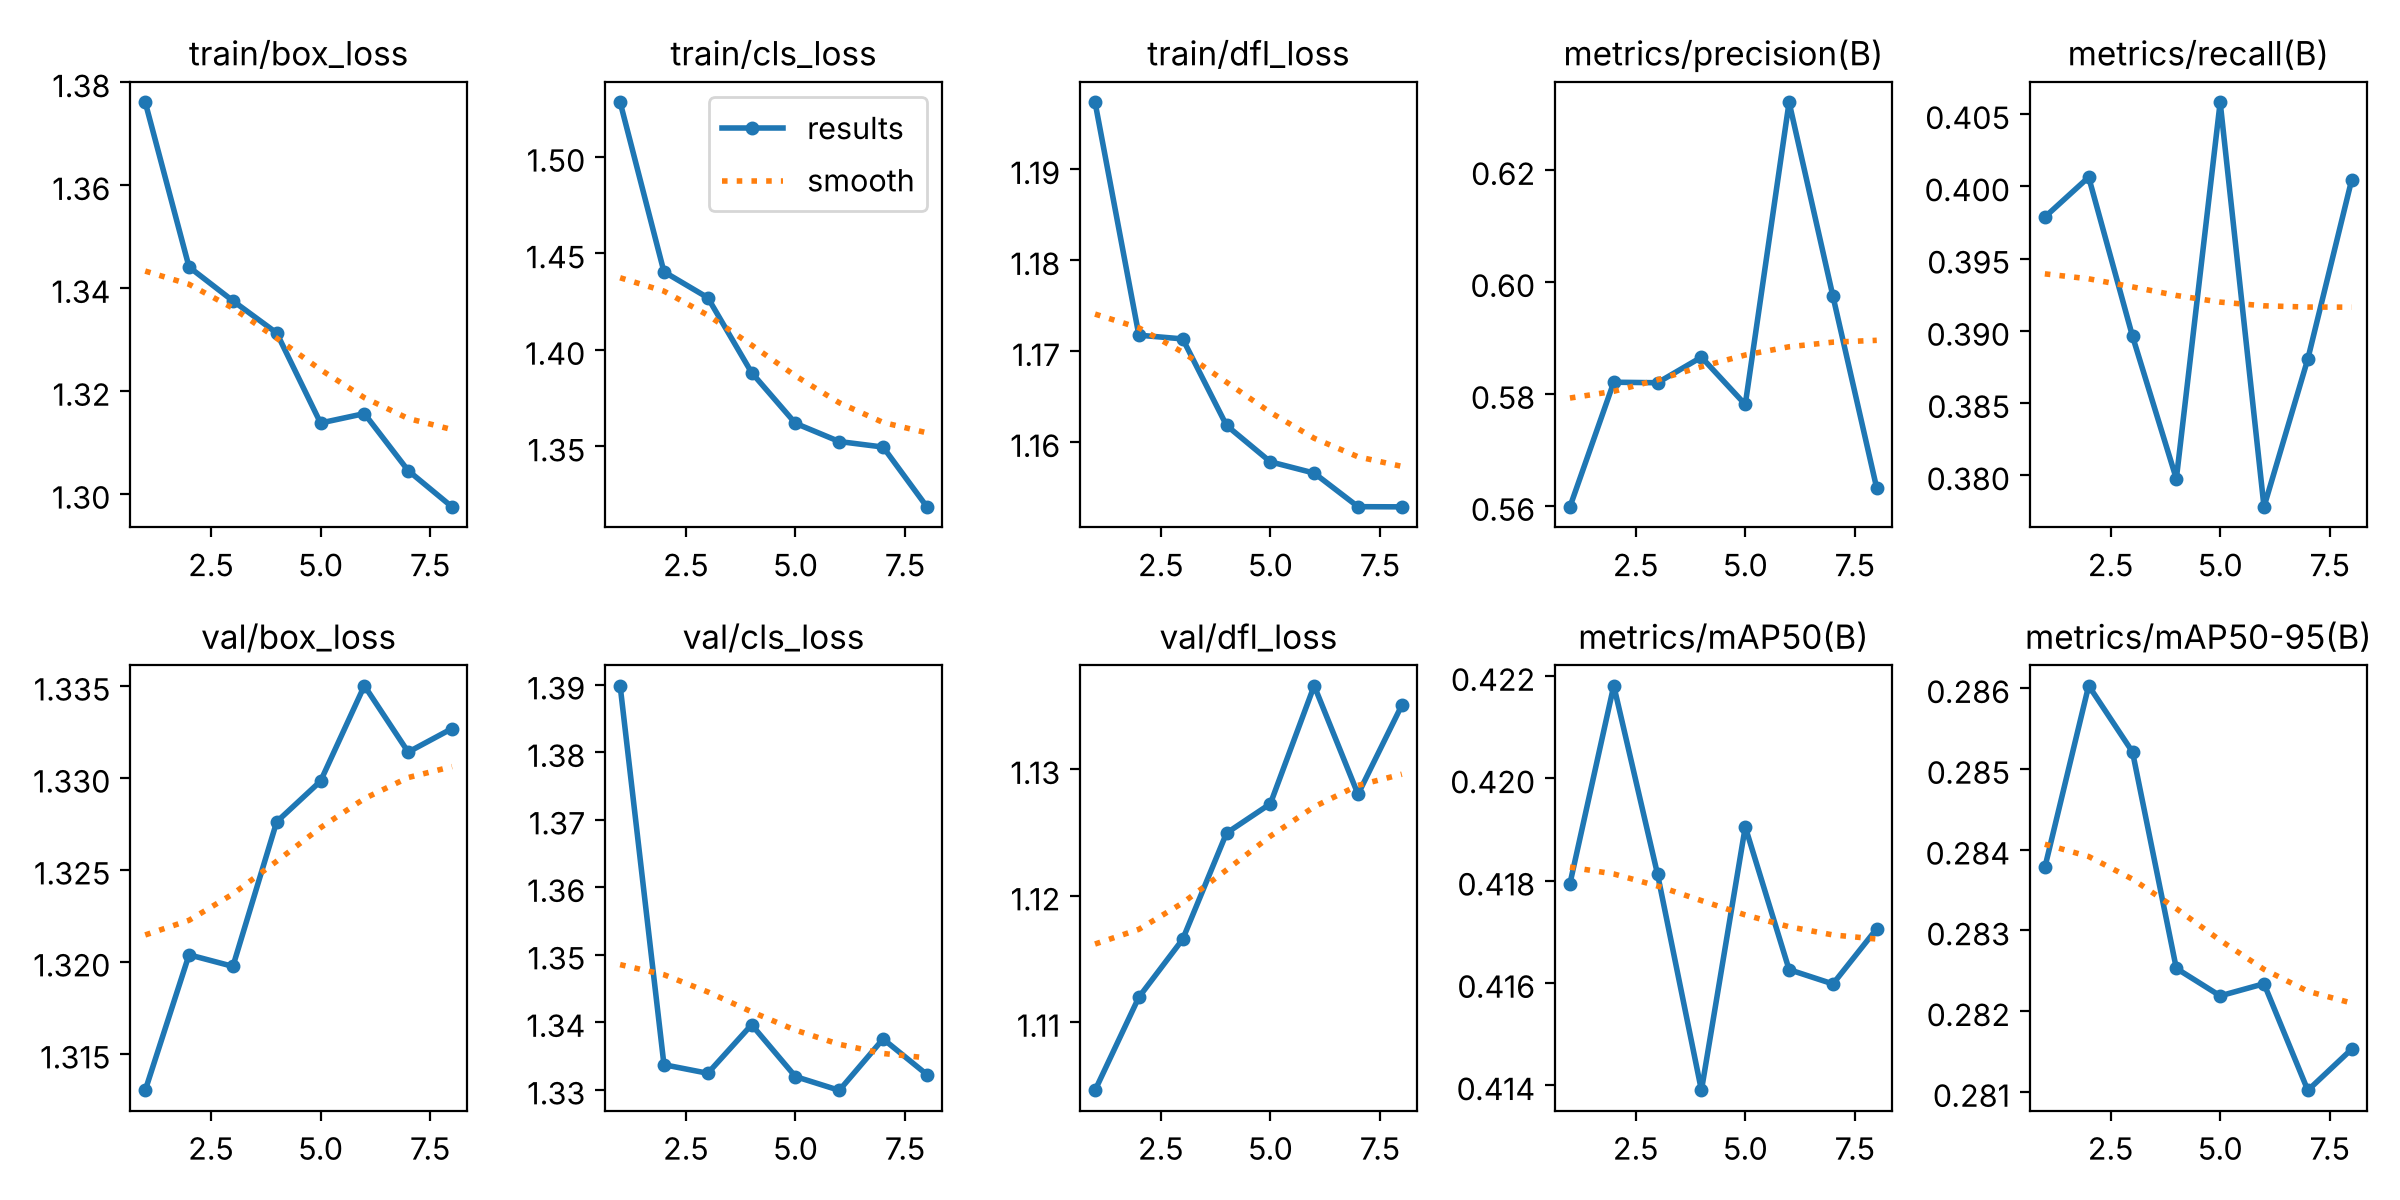 train/box_loss
1.38
1.36
1.34
1.32
1.30
2.5 5.0 7.5
train/cls_loss
results
smooth
1.50
1.45
1.40
1.35
2.5 5.0 7.5
train/dfl_loss
1.19
1.18
1.17
1.16
2.5 5.0 7.5
metrics/precision(B)
0.62
0.60
0.58
0.56
2.5 5.0 7.5
metrics/recall(B)
0.405
0.400
0.395
0.390
0.385
0.380
2.5 5.0 7.5
val/box_loss
1.335
1.330
1.325
1.320
1.315
2.5 5.0 7.5
val/cls_loss
1.39
1.38
1.37
1.36
1.35
1.34
1.33
2.5 5.0 7.5
val/dfl_loss
1.13
1.12
1.11
2.5 5.0 7.5
metrics/mAP50(B)
0.422
0.420
0.418
0.416
0.414
2.5 5.0 7.5
metrics/mAP50-95(B)
0.286
0.285
0.284
0.283
0.282
0.281
2.5 5.0 7.5